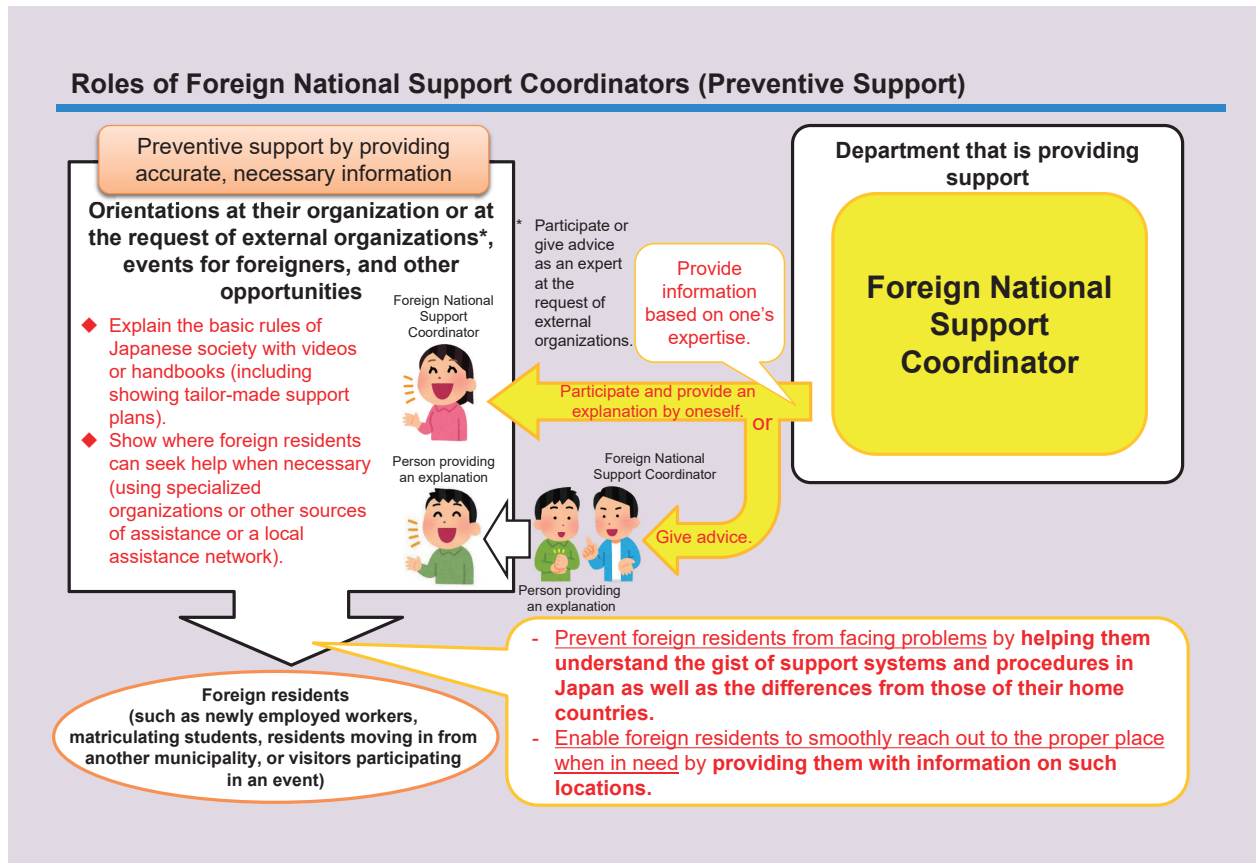 Roles of Foreign National Support Coordinators (Preventive Support)
Preventive support by providing
accurate, necessary information
Orientations at their organization or at
the request of external organizations*,
events for foreigners, and other
opportunities
◆ Explain the basic rules of
Japanese society with videos
or handbooks (including
showing tailor-made support
plans).
◆ Show where foreign residents
can seek help when necessary
(using specialized
organizations or other sources
of assistance or a local
assistance network).
Foreign National
Support
Coordinator
Person providing
an explanation
* Participate or
give advice
as an expert
at the
request of
external
organizations.
Provide
information
based on one’s
expertise.
Department that is providing
support
Foreign National
Support
Coordinator
Participate and provide an
explanation by oneself.
or
Foreign National
Support Coordinator
Give advice.
Person providing
an explanation
Foreign residents
(such as newly employed workers,
matriculating students, residents moving in from
another municipality, or visitors participating
in an event)
- Prevent foreign residents from facing problems by helping them
understand the gist of support systems and procedures in
Japan as well as the differences from those of their home
countries.
- Enable foreign residents to smoothly reach out to the proper place
when in need by providing them with information on such
locations.